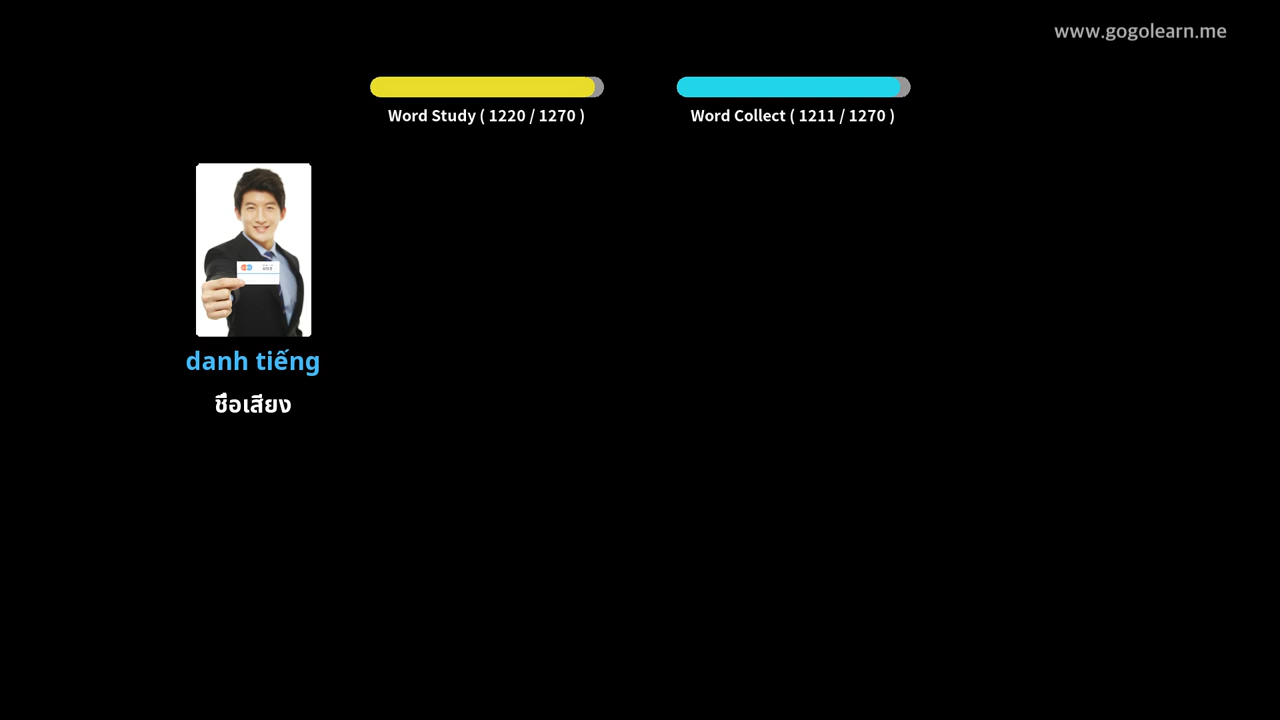 www.gogolearn.me
Word Study ( 1220 / 1270 )
Word Collect ( 1211 / 1270 )
danh tiếng
ชื่อเสียง